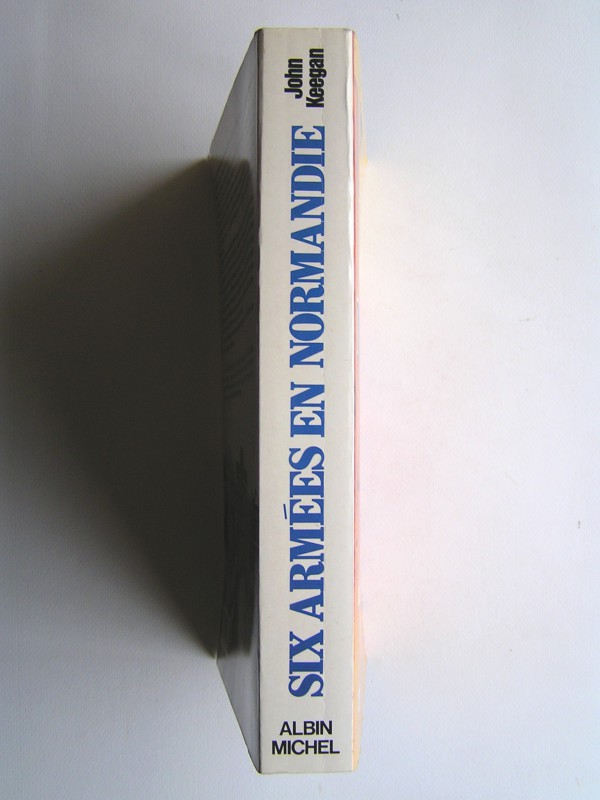 John
Keegan
SIX ARMÉES EN NORMANDIE
ALBIN
MICHEL